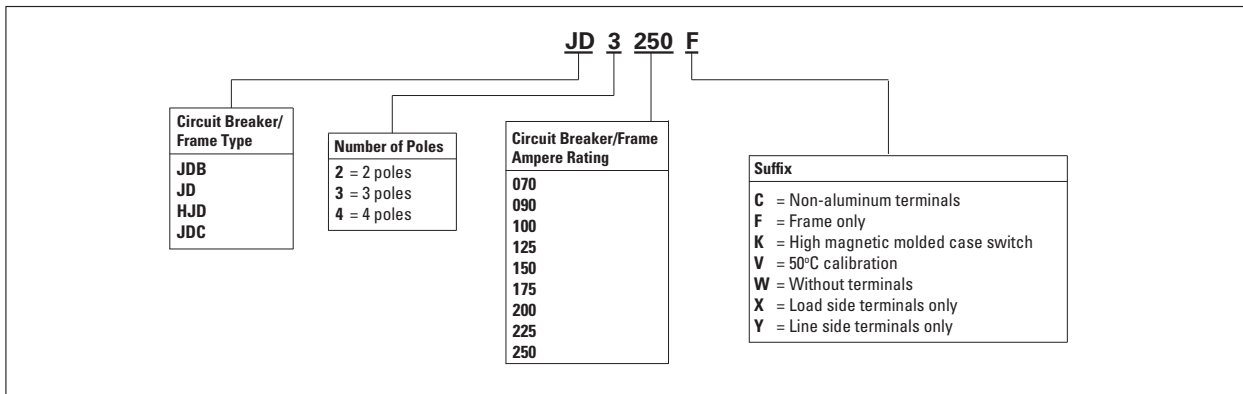 JD 3 250 F
Circuit Breaker/
Frame Type
JDB
JD
HJD
JDC
Number of Poles
2 = 2 poles
3 = 3 poles
4 = 4 poles
Circuit Breaker/Frame
Ampere Rating
070
090
100
125
150
175
200
225
250
Suffix
C = Non-aluminum terminals
F = Frame only
K = High magnetic molded case switch
V = 50°C calibration
W = Without terminals
X = Load side terminals only
Y = Line side terminals only